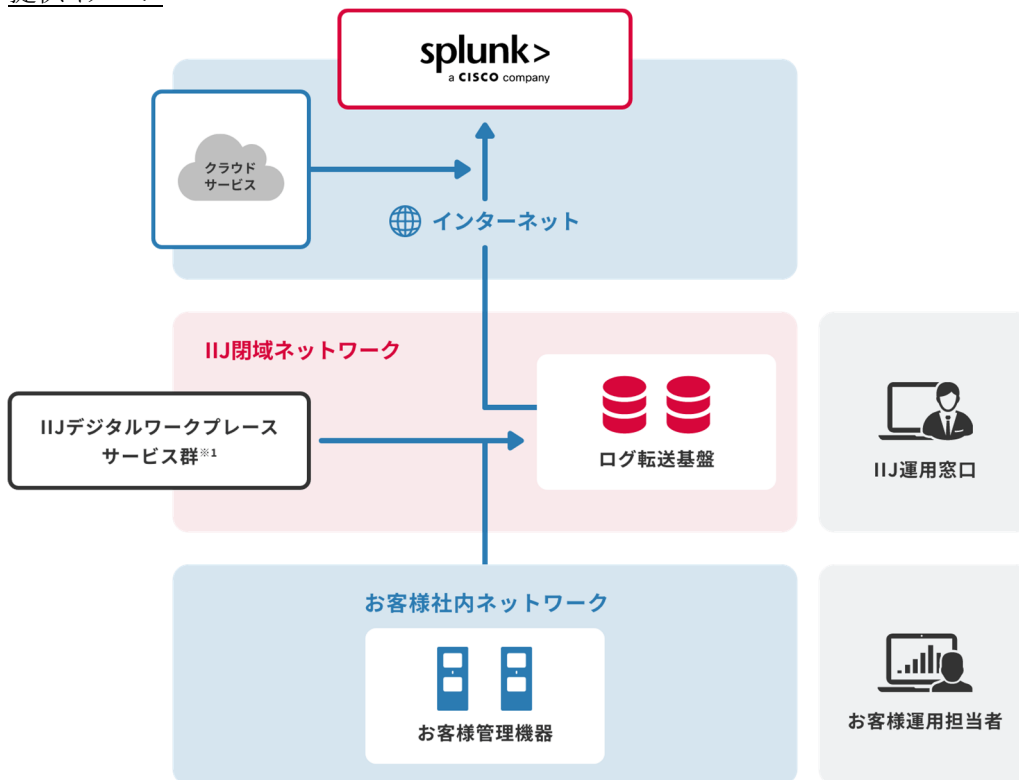 splunk>
a CISCO company
クラウド
サービス
インターネット
IIJ閉域ネットワーク
IIJデジタルワークプレース
サービス群※1
ログ転送基盤
IIJ運用窓口
お客様社内ネットワーク
お客様管理機器
お客様運用担当者